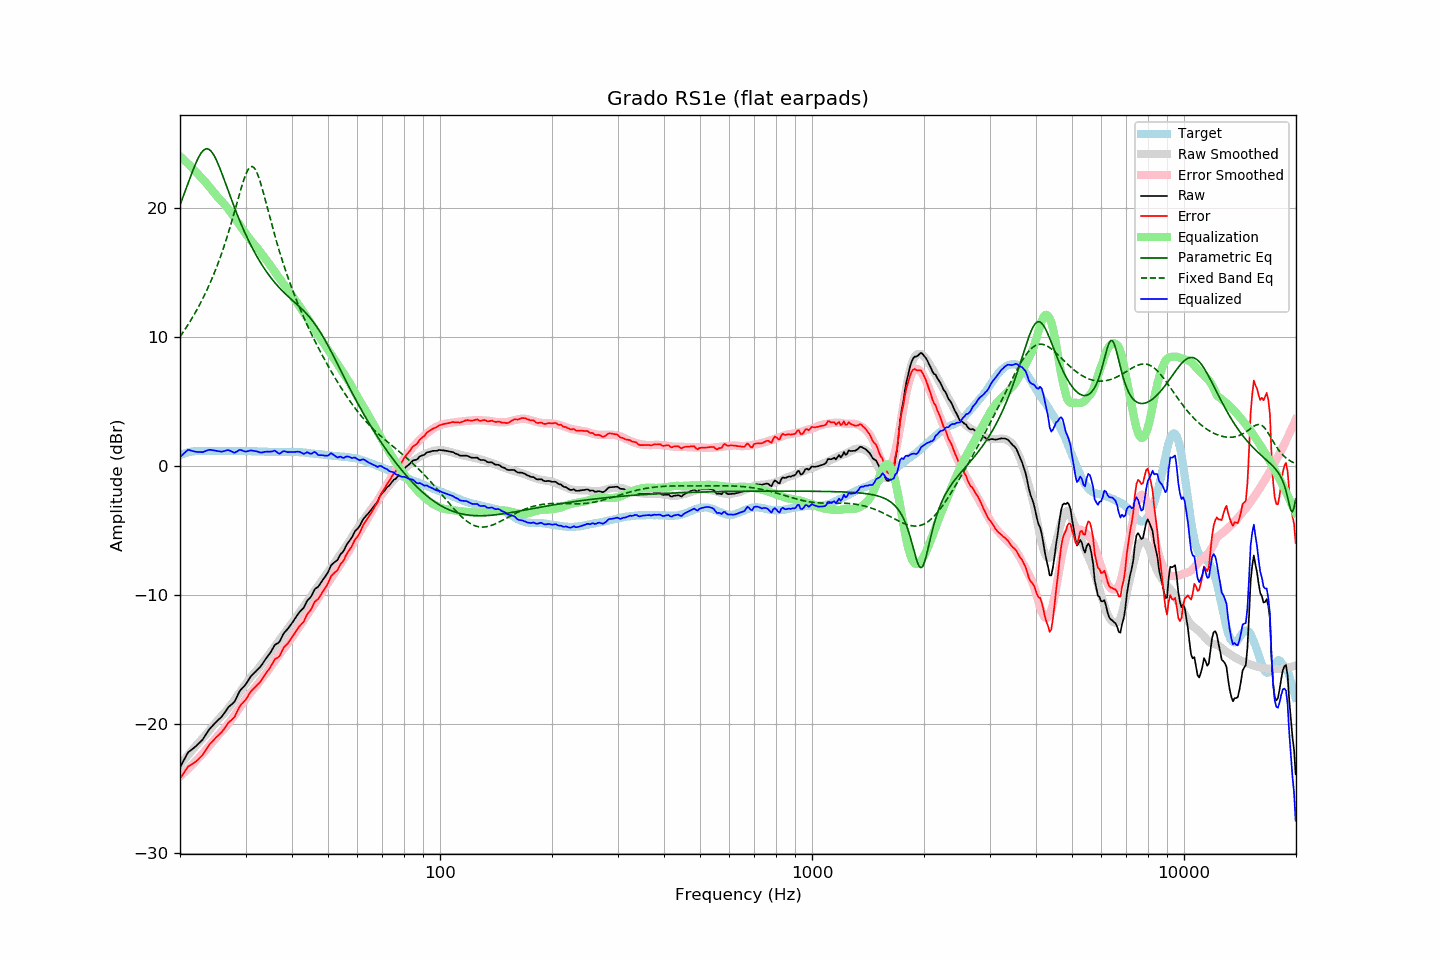 Grado RS1e (flat earpads)
Target
Raw Smoothed
Error Smoothed
Raw
Error
Equalization
Parametric Eq
Fixed Band Eq
Equalized
20
10
0
−10
−20
−30
Amplitude (dBr)
100
1000
10000
Frequency (Hz)